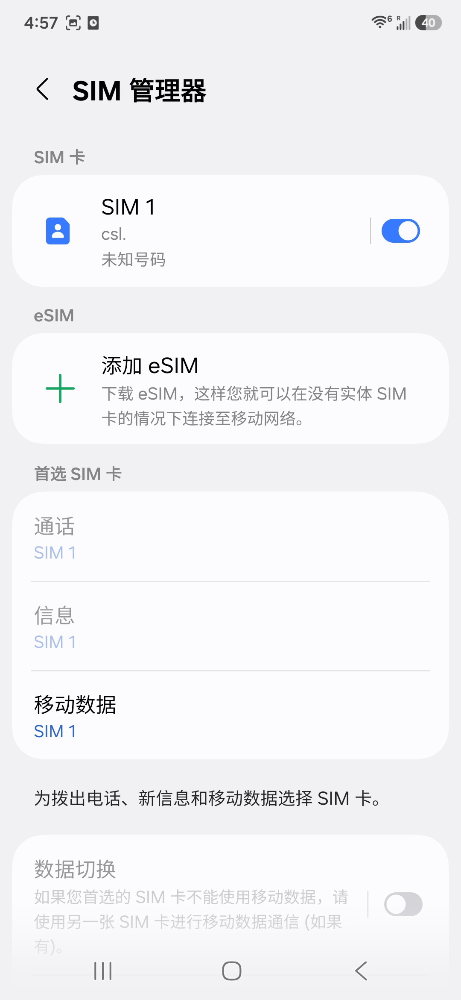 4:57
6 R 40
SIM 管理器
SIM 卡
SIM 1
csl.
未知号码
eSIM
添加 eSIM
下载 eSIM，这样您就可以在没有实体 SIM
卡的情况下连接至移动网络。
首选 SIM 卡
通话
SIM 1
信息
SIM 1
移动数据
SIM 1
为拨出电话、新信息和移动数据选择 SIM 卡。
数据切换
如果您首选的 SIM 卡不能使用移动数据，请
使用另一张 SIM 卡进行移动数据通信 (如果
有)。